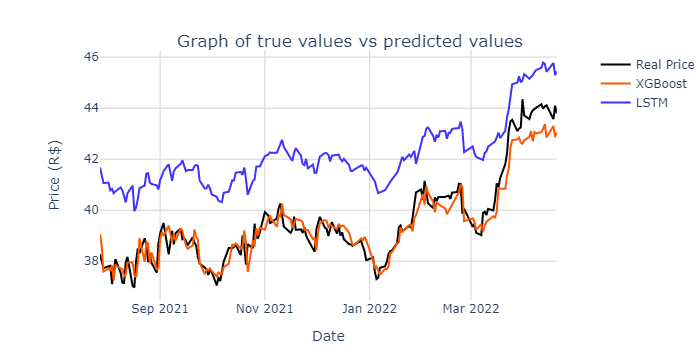 Graph of true values vs predicted values
Real Price
XGBoost
LSTM
Price (R$)
46
44
42
40
38
Sep 2021
Nov 2021
Jan 2022
Mar 2022
Date